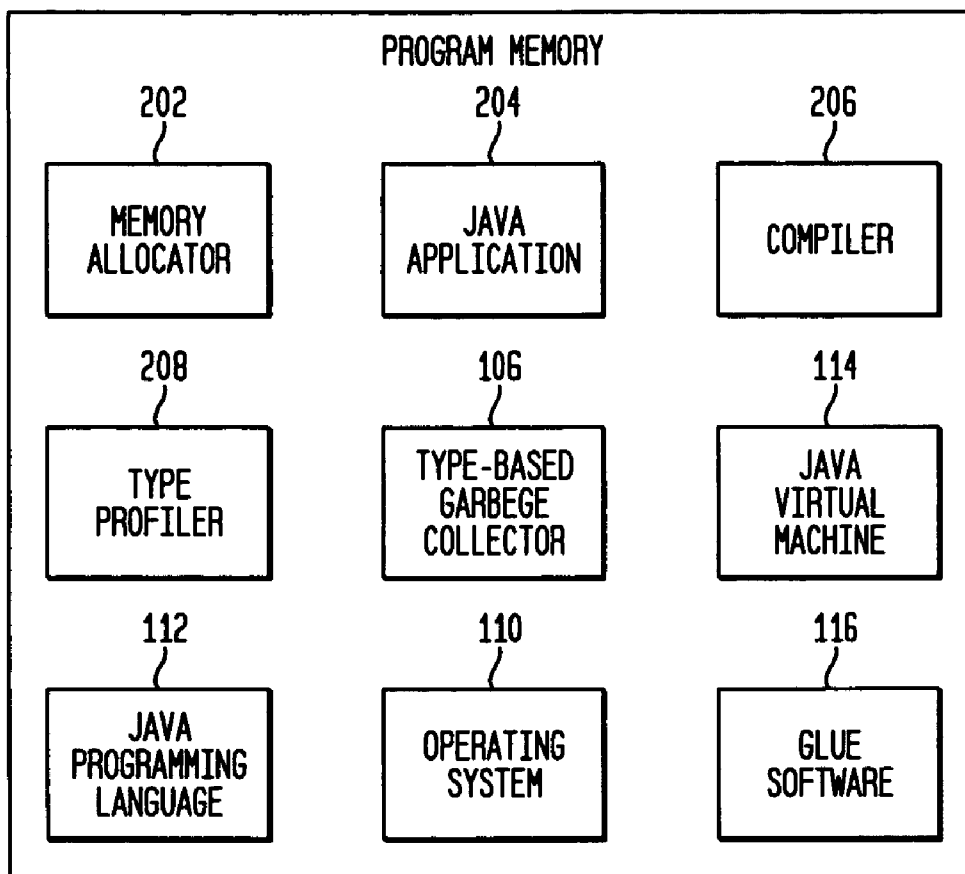 PROGRAM MEMORY
202
204
206
MEMORY
ALLOCATOR
JAVA
APPLICATION
COMPILER
208
106
114
TYPE
PROFILER
TYPE-BASED
GARBEGE
COLLECTOR
JAVA
VIRTUAL
MACHINE
112
110
116
JAVA
PROGRAMMING
LANGUAGE
OPERATING
SYSTEM
GLUE
SOFTWARE